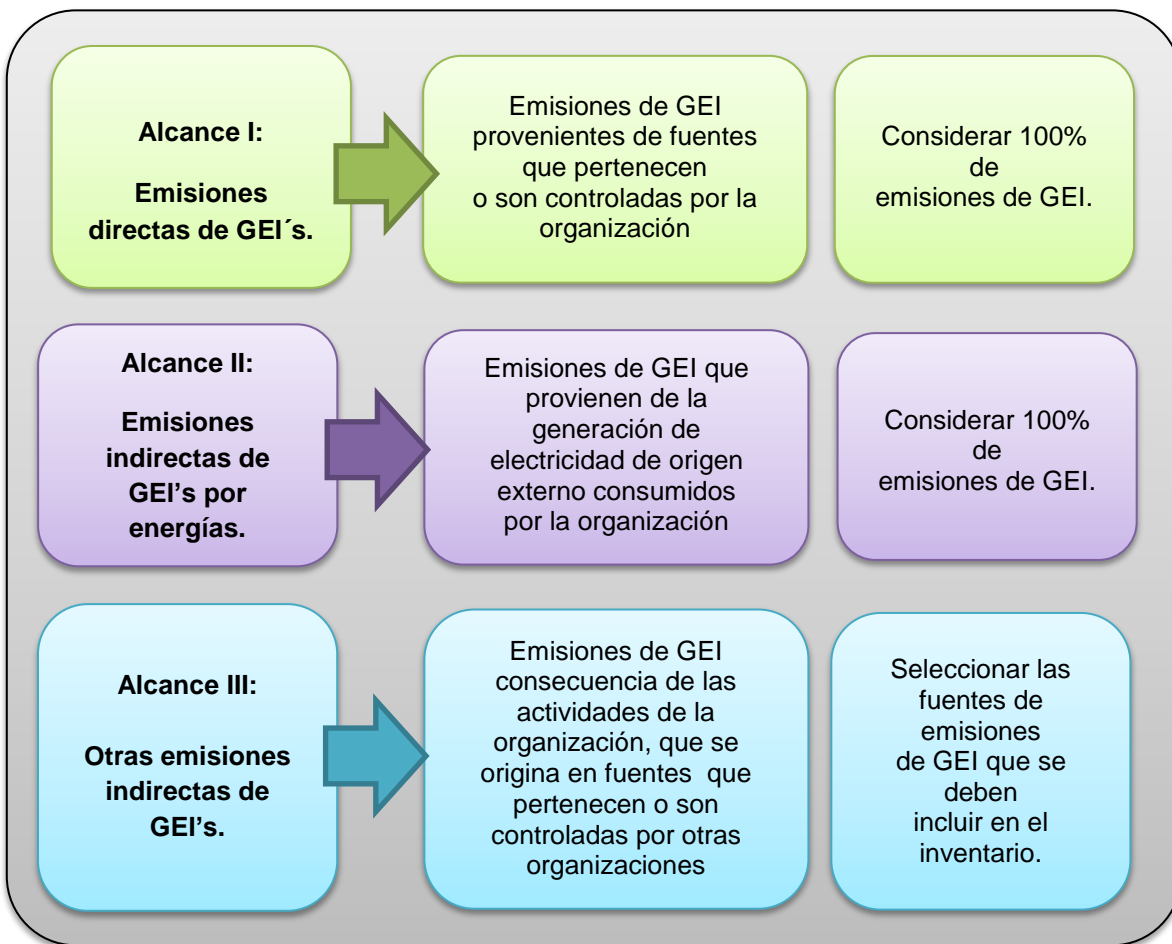 Alcance I:
Emisiones
directas de GEI´s.
Emisiones de GEI
provenientes de fuentes
que pertenecen
o son controladas por la
organización
Considerar 100%
de
emisiones de GEI.
Alcance II:
Emisiones
indirectas de
GEI’s por
energías.
Emisiones de GEI que
provienen de la
generación de
electricidad de origen
externo consumidos
por la organización
Considerar 100%
de
emisiones de GEI.
Alcance III:
Otras emisiones
indirectas de
GEI’s.
Emisiones de GEI
consecuencia de las
actividades de la
organización, que se
origina en fuentes que
pertenecen o son
controladas por otras
organizaciones
Seleccionar las
fuentes de
emisiones
de GEI que se
deben
incluir en el
inventario.